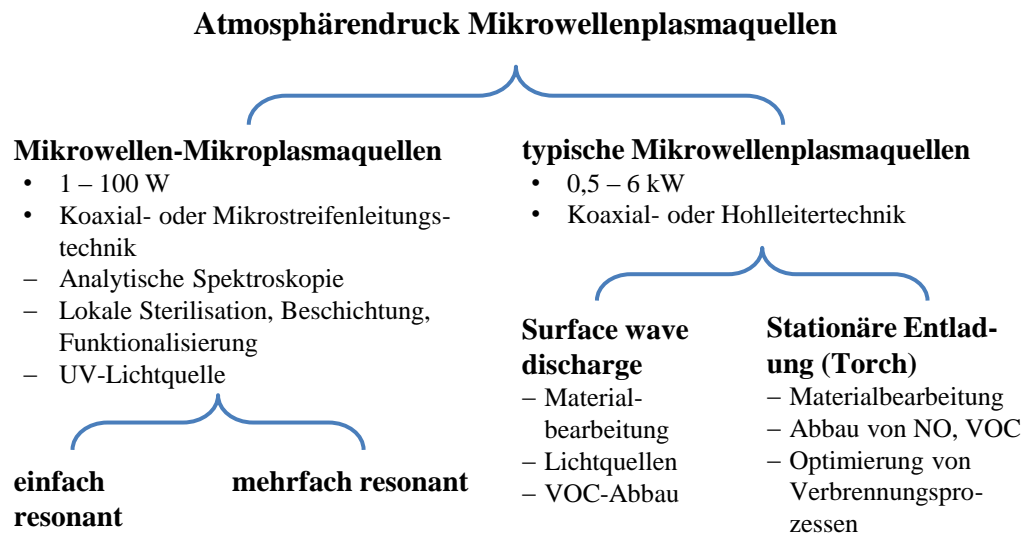 Atmosphärendruck Mikrowellenplasmaquellen
Mikrowellen-Mikroplasmaquellen
• 1 – 100 W
• Koaxial- oder Mikrostreifenleitungs-
technik
– Analytische Spektroskopie
– Lokale Sterilisation, Beschichtung,
Funktionalisierung
– UV-Lichtquelle
einfach
resonant
mehrfach resonant
typische Mikrowellenplasmaquellen
• 0,5 – 6 kW
• Koaxial- oder Hohlleitertechnik
Surface wave
discharge
– Material-
bearbeitung
– Lichtquellen
– VOC-Abbau
Stationäre Entlad-
ung (Torch)
– Materialbearbeitung
– Abbau von NO, VOC
– Optimierung von
Verbrennungspro-
zessen